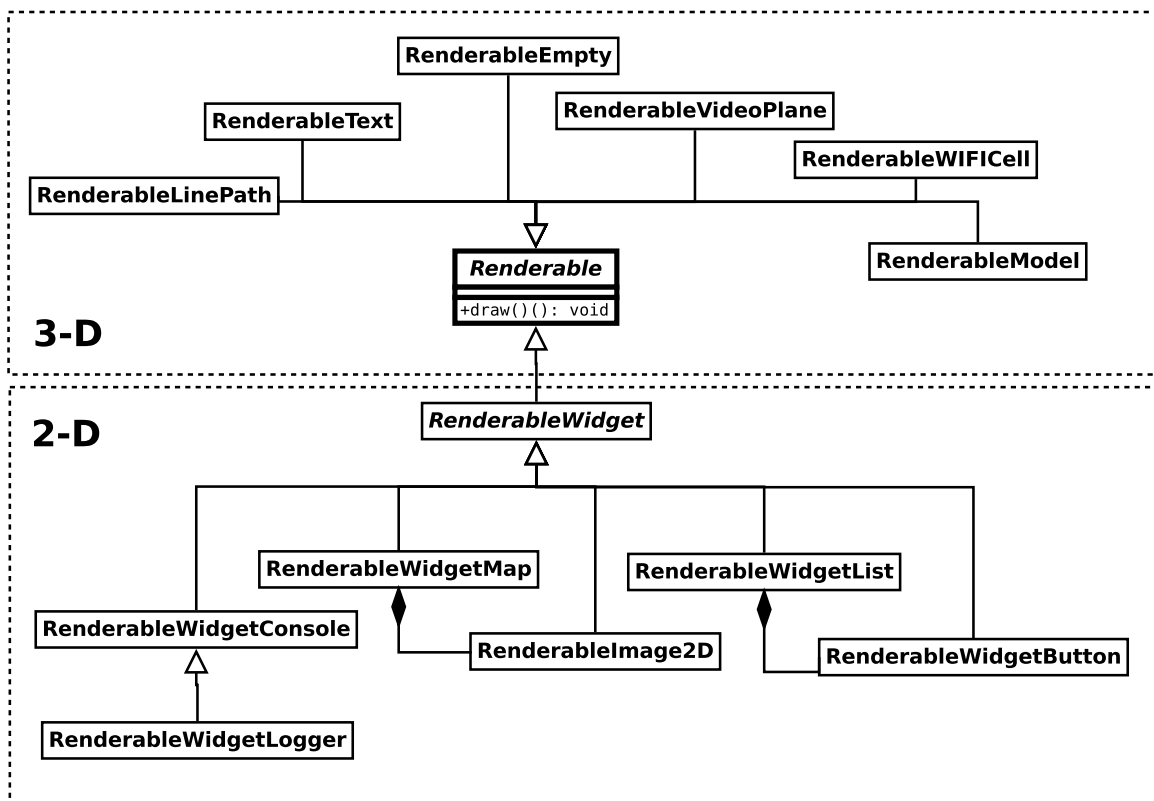 RenderableEmpty
RenderableVideoPlane
RenderableText
RenderableWIFICell
RenderableLinePath
RenderableModel
Renderable
+draw()(): void
3-D
2-D
RenderableWidget
RenderableWidgetMap
RenderableWidgetList
RenderableWidgetConsole
RenderableImage2D
RenderableWidgetButton
RenderableWidgetLogger